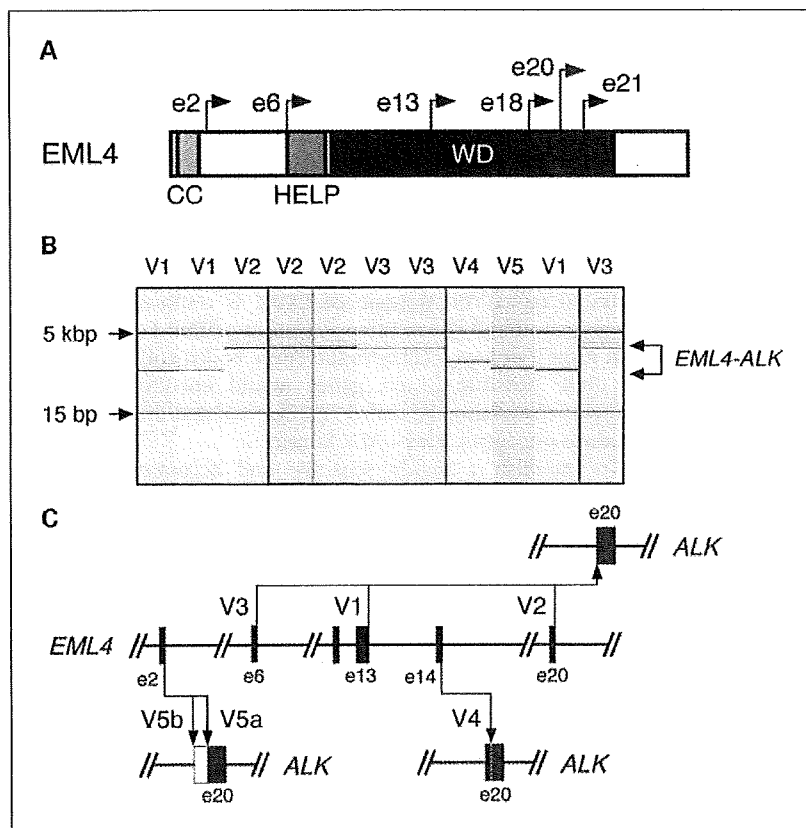 A
e20
e2 e6 e13 e18 e21
EML4 WD
CC HELP
B
V1 V1 V2 V2 V2 V3 V3 V4 V5 V1 V3
5 kbp
EML4-ALK
15 bp
C
e20
ALK
V3 V1 V2
EML4
e2 e6 e13 e14 e20
V5b V5a V4
ALK ALK
e20 e20